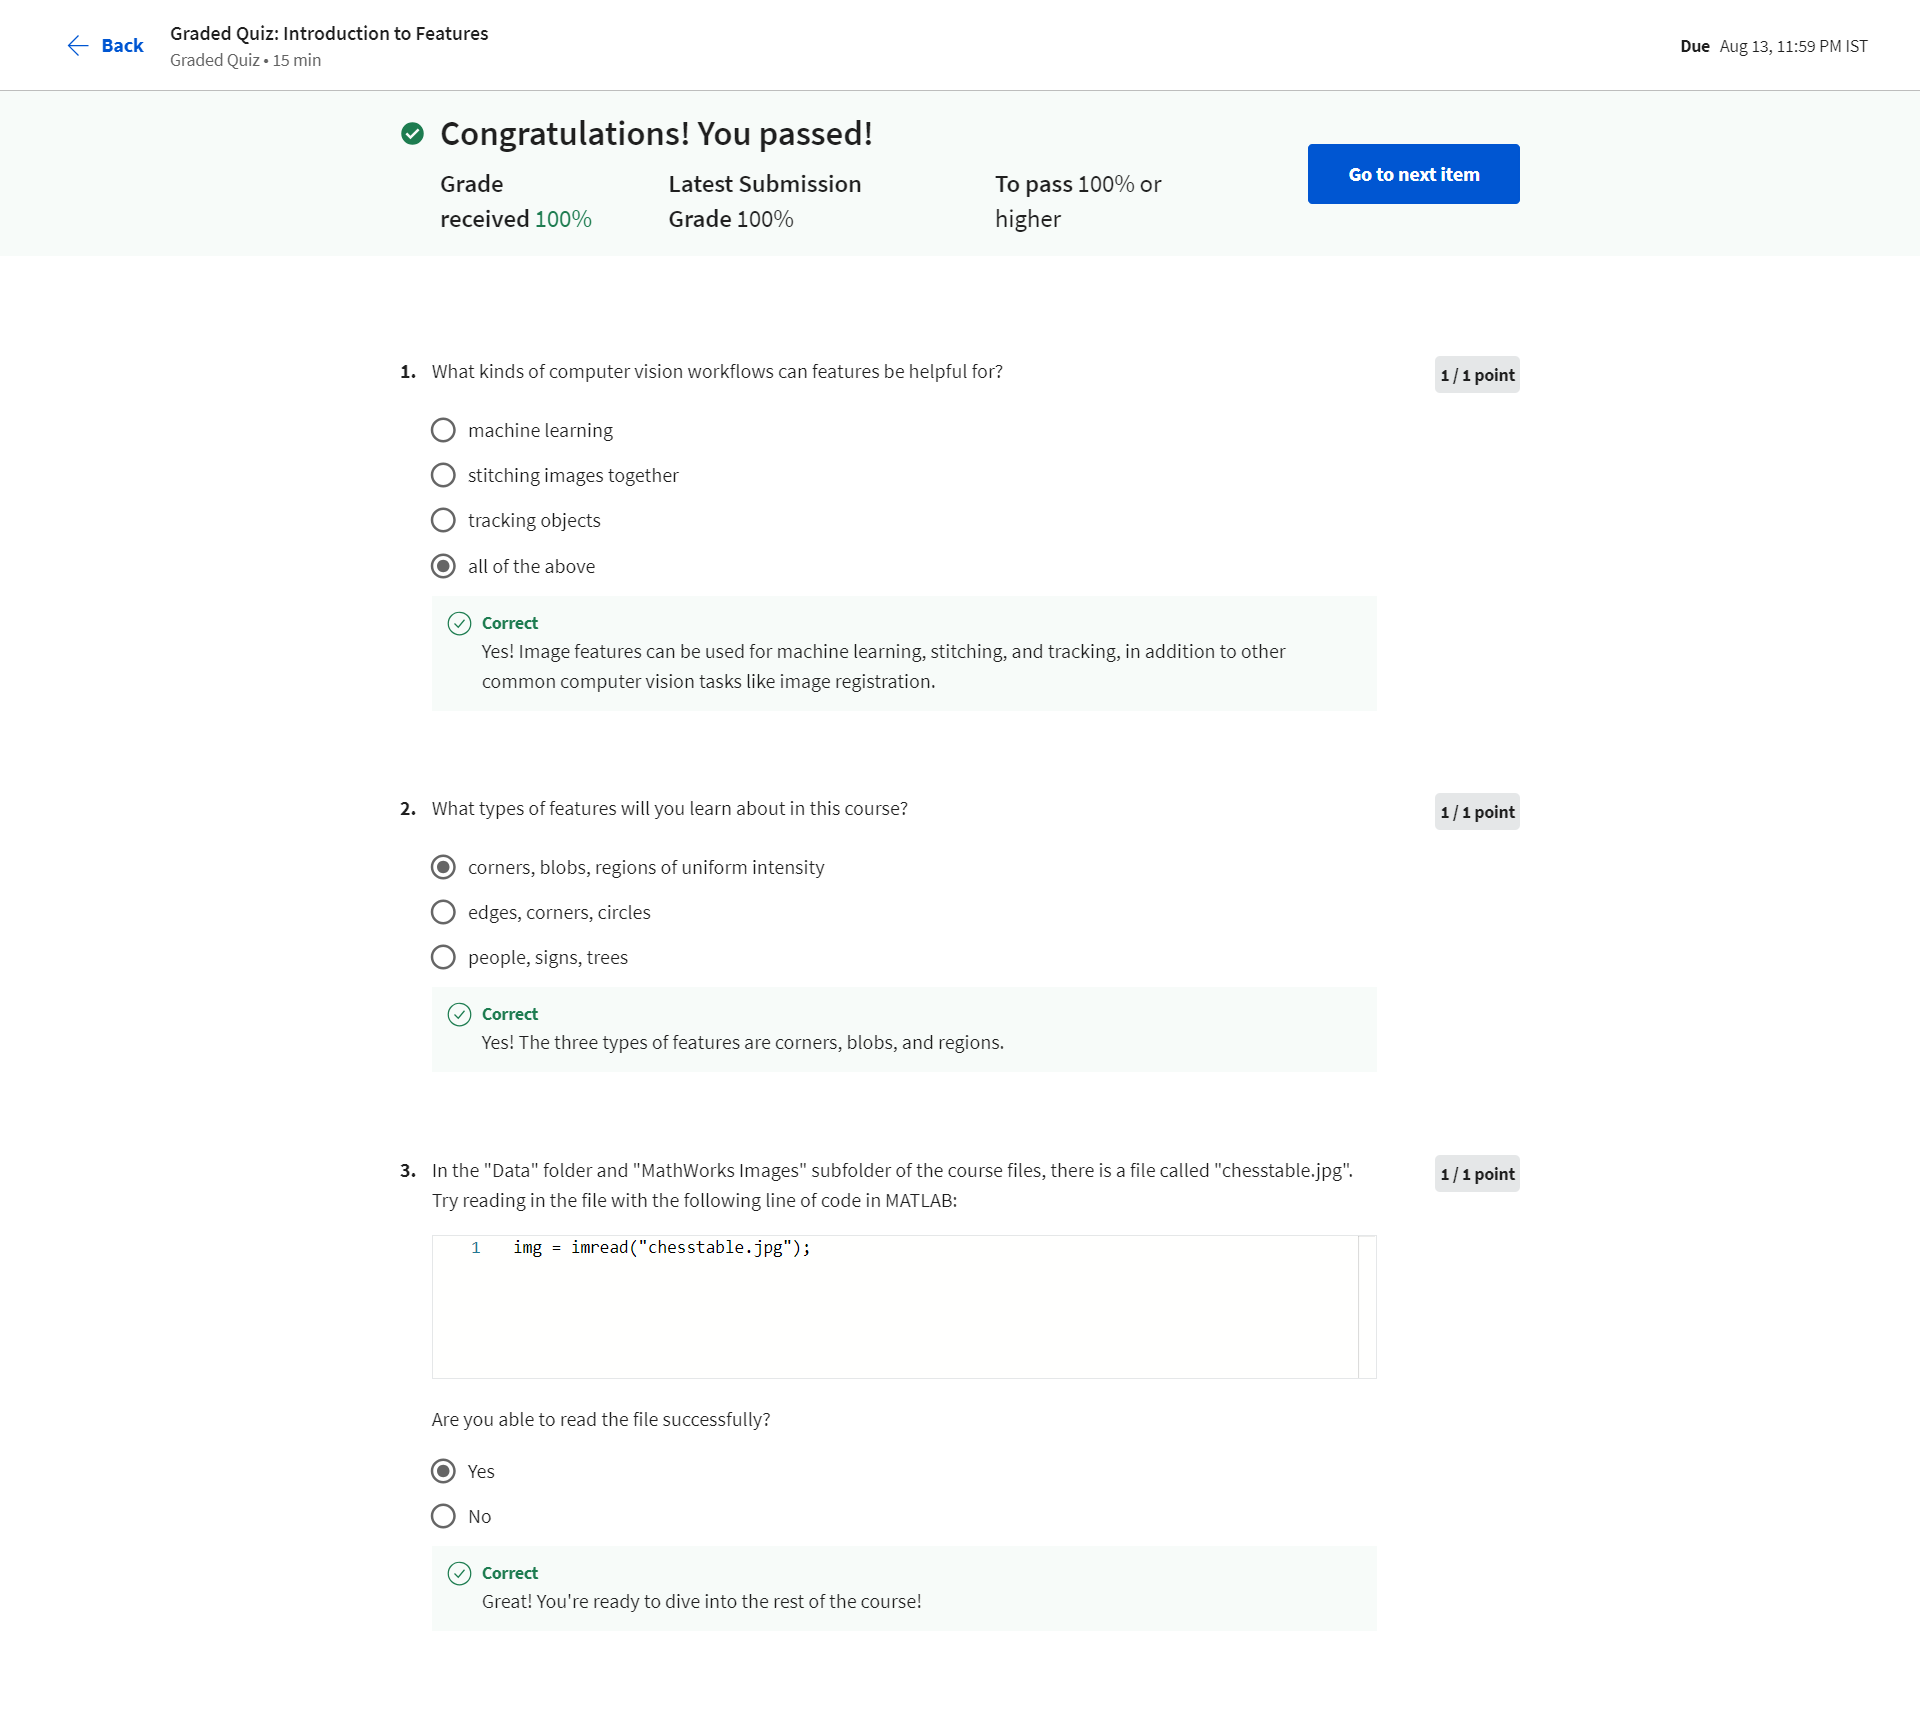 Back
Graded Quiz: Introduction to Features
Graded Quiz • 15 min
Due Aug 13, 11:59 PM IST
Congratulations! You passed!
Grade
received 100%
Latest Submission
Grade 100%
To pass 100% or
higher
Go to next item
1. What kinds of computer vision workflows can features be helpful for?
1 / 1 point
machine learning
stitching images together
tracking objects
all of the above
Correct
Yes! Image features can be used for machine learning, stitching, and tracking, in addition to other
common computer vision tasks like image registration.
2. What types of features will you learn about in this course?
1 / 1 point
corners, blobs, regions of uniform intensity
edges, corners, circles
people, signs, trees
Correct
Yes! The three types of features are corners, blobs, and regions.
3. In the "Data" folder and "MathWorks Images" subfolder of the course files, there is a file called "chesstable.jpg".
1 / 1 point
Try reading in the file with the following line of code in MATLAB:
1 img = imread("chesstable.jpg");
Are you able to read the file successfully?
Yes
No
Correct
Great! You're ready to dive into the rest of the course!